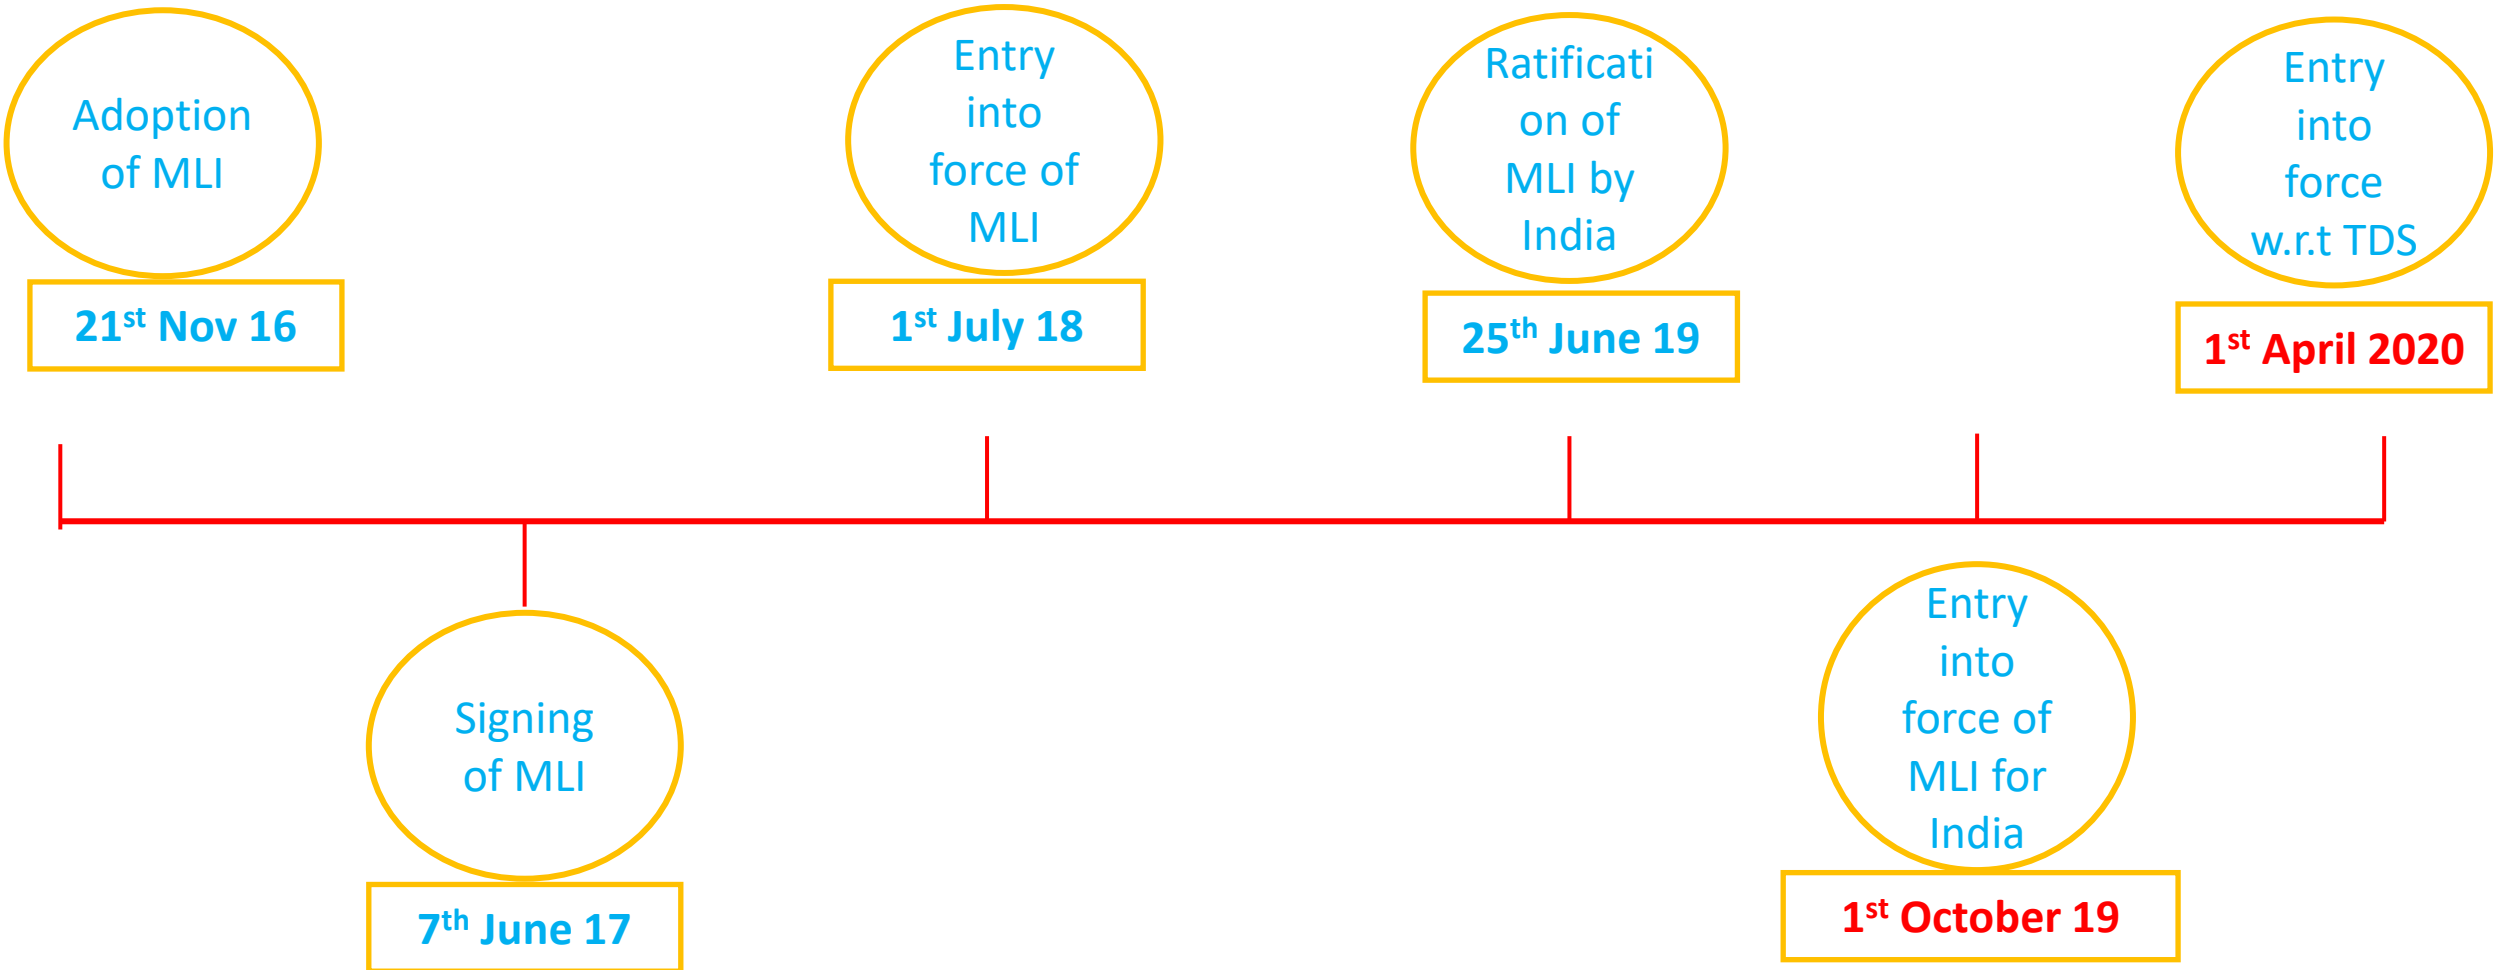 Adoption
of MLI
21st Nov 16
Entry
into
force of
MLI
1st July 18
Ratificati
on of
MLI by
India
25th June 19
Entry
into
force
w.r.t TDS
1st April 2020
Signing
of MLI
7th June 17
Entry
into
force of
MLI for
India
1st October 19